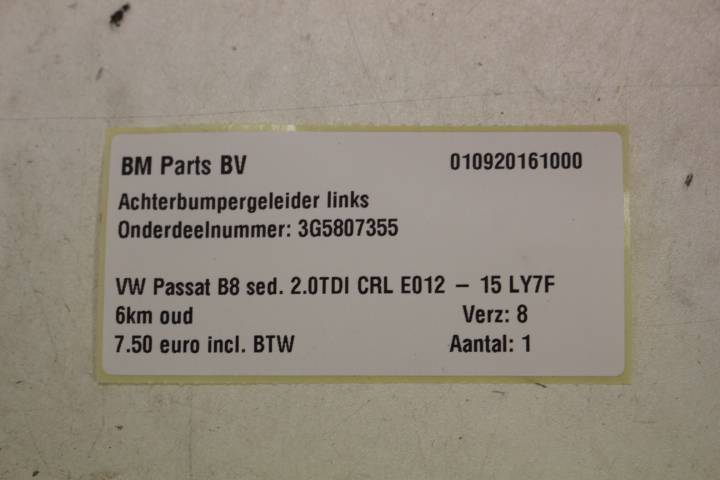 BM Parts BV 010920161000
Achterbumpergeleider links
Onderdeelnummer: 3G5807355
VW Passat B8 sed. 2.0TDI CRL E012 – 15 LY7F
6km oud Verz: 8
7.50 euro incl. BTW Aantal: 1